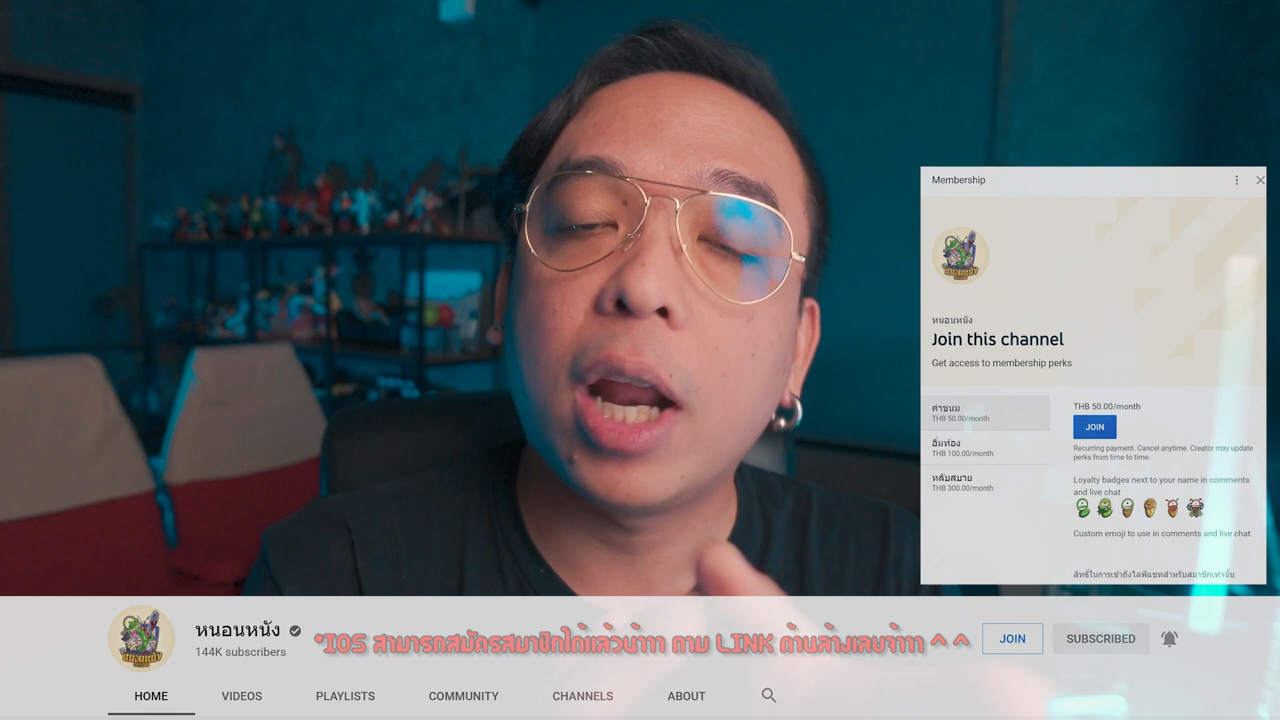 Membership
หนอนหนัง
Join this channel
Get access to membership perks
ค่าขนม
THB 50.00/month
อิ่มท้อง
THB 100.00/month
หลับสบาย
THB 300.00/month
THB 50.00/month
JOIN
Recurring payment. Cancel anytime. Creator may update
perks from time to time.
Loyalty badges next to your name in comments
and live chat
Custom emoji to use in comments and live chat
สิทธิ์ในการเข้าถึงไลฟ์แชทสำหรับสมาชิกเท่านั้น
หนอนหนัง
144K subscribers
*IOS สามารถสมัครสมาชิกได้แล้วน้าาา ตาม LINK ด้านล่างเลยจ้าาา ^ ^
JOIN
SUBSCRIBED
HOME VIDEOS PLAYLISTS COMMUNITY CHANNELS ABOUT